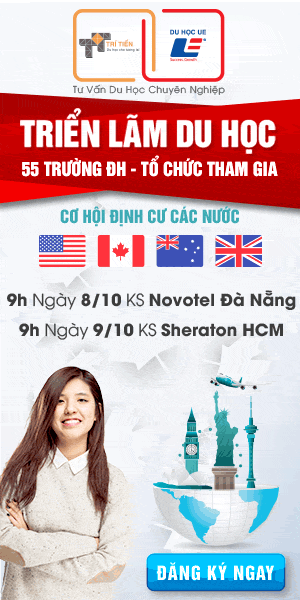 TRÍ TIẾN
DU HỌC UE
Tư Vấn Du Học Chuyên Nghiệp
TRIỂN LÃM DU HỌC
55 TRƯỜNG ĐH - TỔ CHỨC THAM GIA
CƠ HỘI ĐỊNH CƯ CÁC NƯỚC
9h Ngày 8/10 KS Novotel Đà Nẵng
9h Ngày 9/10 KS Sheraton HCM
ĐĂNG KÝ NGAY